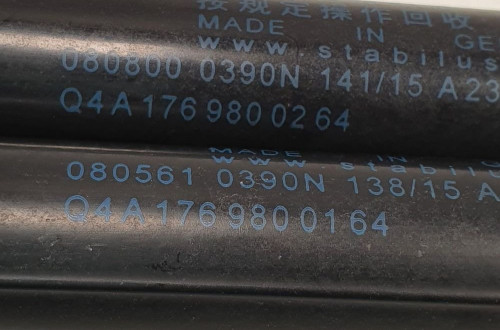 按规定操作回收
MADE IN GE
www.stabilus
080800 0390N 141/15 A23
Q4A 176 980 02 64
MADE IN
www.stabilus
080561 0390N 138/15 A
Q4A 176 980 01 64